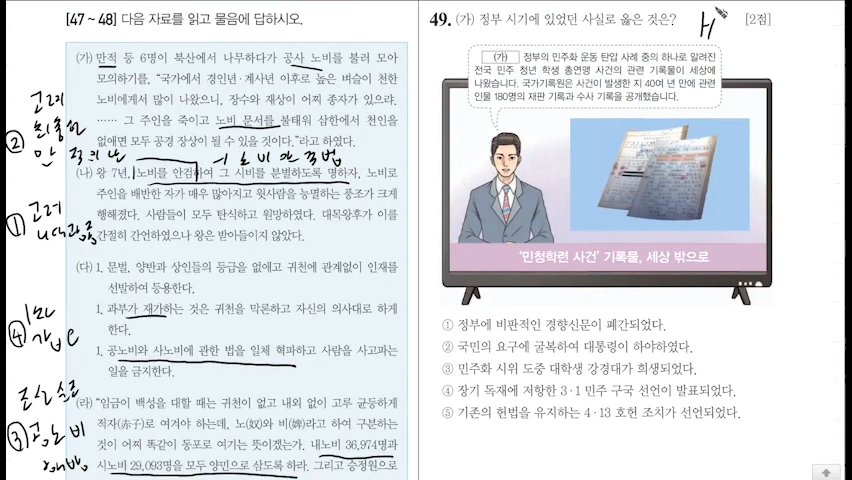 [47 ~ 48] 다음 자료를 읽고 물음에 답하시오.
(가) 만적 등 6명이 북산에서 나무하다가 공사 노비를 불러 모아
모의하기를, “국가에서 경인년·계사년 이후로 높은 벼슬이 천한
노비에게서 많이 나왔으니, 장수와 재상이 어찌 종자가 있으랴.
…… 그 주인을 죽이고 노비 문서를 불태워 삼한에서 천인을
없애면 모두 공경 장상이 될 수 있을 것이다.”라고 하였다.
고려
최충헌
②
만적의 난
노비안검법
(나) 왕 7년, 노비를 안검하여 그 시비를 분별하도록 명하자, 노비로
주인을 배반한 자가 매우 많아지고 윗사람을 능멸하는 풍조가 크게
행해졌다. 사람들이 모두 탄식하고 원망하였다. 대목왕후가 이를
간절히 간언하였으나 왕은 받아들이지 않았다.
① 고려
(다) 1. 문벌, 양반과 상인들의 등급을 없애고 귀천에 관계없이 인재를
선발하여 등용한다.
1. 과부가 재가하는 것은 귀천을 막론하고 자신의 의사대로 하게
한다.
1. 공노비와 사노비에 관한 법을 일체 혁파하고 사람을 사고파는
일을 금지한다.
④
1차
갑오
(라) “임금이 백성을 대할 때는 귀천이 없고 내외 없이 고루 균등하게
적자(赤子)로 여겨야 하는데, 노(奴)와 비(婢)라고 하여 구분하는
것이 어찌 똑같이 동포로 여기는 뜻이겠는가. 내노비 36,974명과
시노비 29,093명을 모두 양민으로 삼도록 하라. 그리고 승정원으로
조선 순조
③ 공노비
해방
49. (가) 정부 시기에 있었던 사실로 옳은 것은? [2점]
(가) 정부의 민주화 운동 탄압 사례 중의 하나로 알려진
전국 민주 청년 학생 총연맹 사건의 관련 기록물이 세상에
나왔습니다. 국가기록원은 사건이 발생한 지 40여 년 만에 관련
인물 180명의 재판 기록과 수사 기록을 공개했습니다.
‘민청학련 사건’ 기록물, 세상 밖으로
① 정부에 비판적인 경향신문이 폐간되었다.
② 국민의 요구에 굴복하여 대통령이 하야하였다.
③ 민주화 시위 도중 대학생 강경대가 희생되었다.
④ 장기 독재에 저항한 3·1 민주 구국 선언이 발표되었다.
⑤ 기존의 헌법을 유지하는 4·13 호헌 조치가 선언되었다.